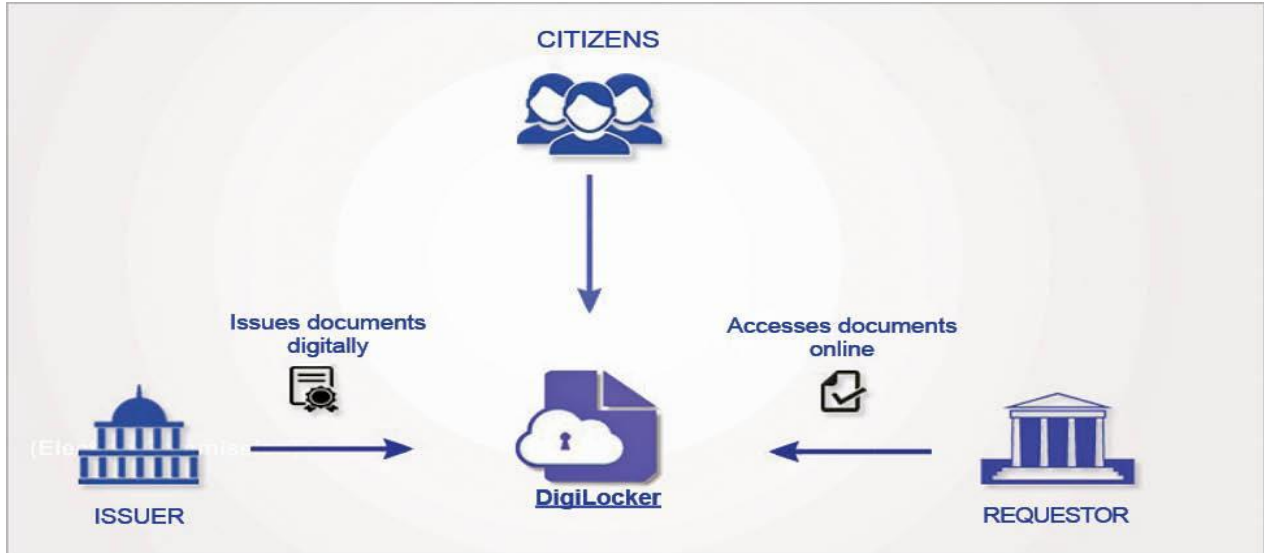 CITIZENS
Issues documents
digitally
Accesses documents
online
DigiLocker
ISSUER
REQUESTOR